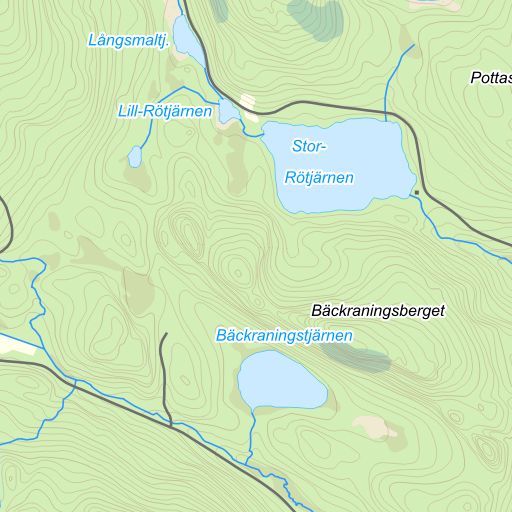 Långsmaltj.
Pottas
Lill-Rötjärnen
Stor-
Rötjärnen
Bäckraningsberget
Bäckraningstjärnen